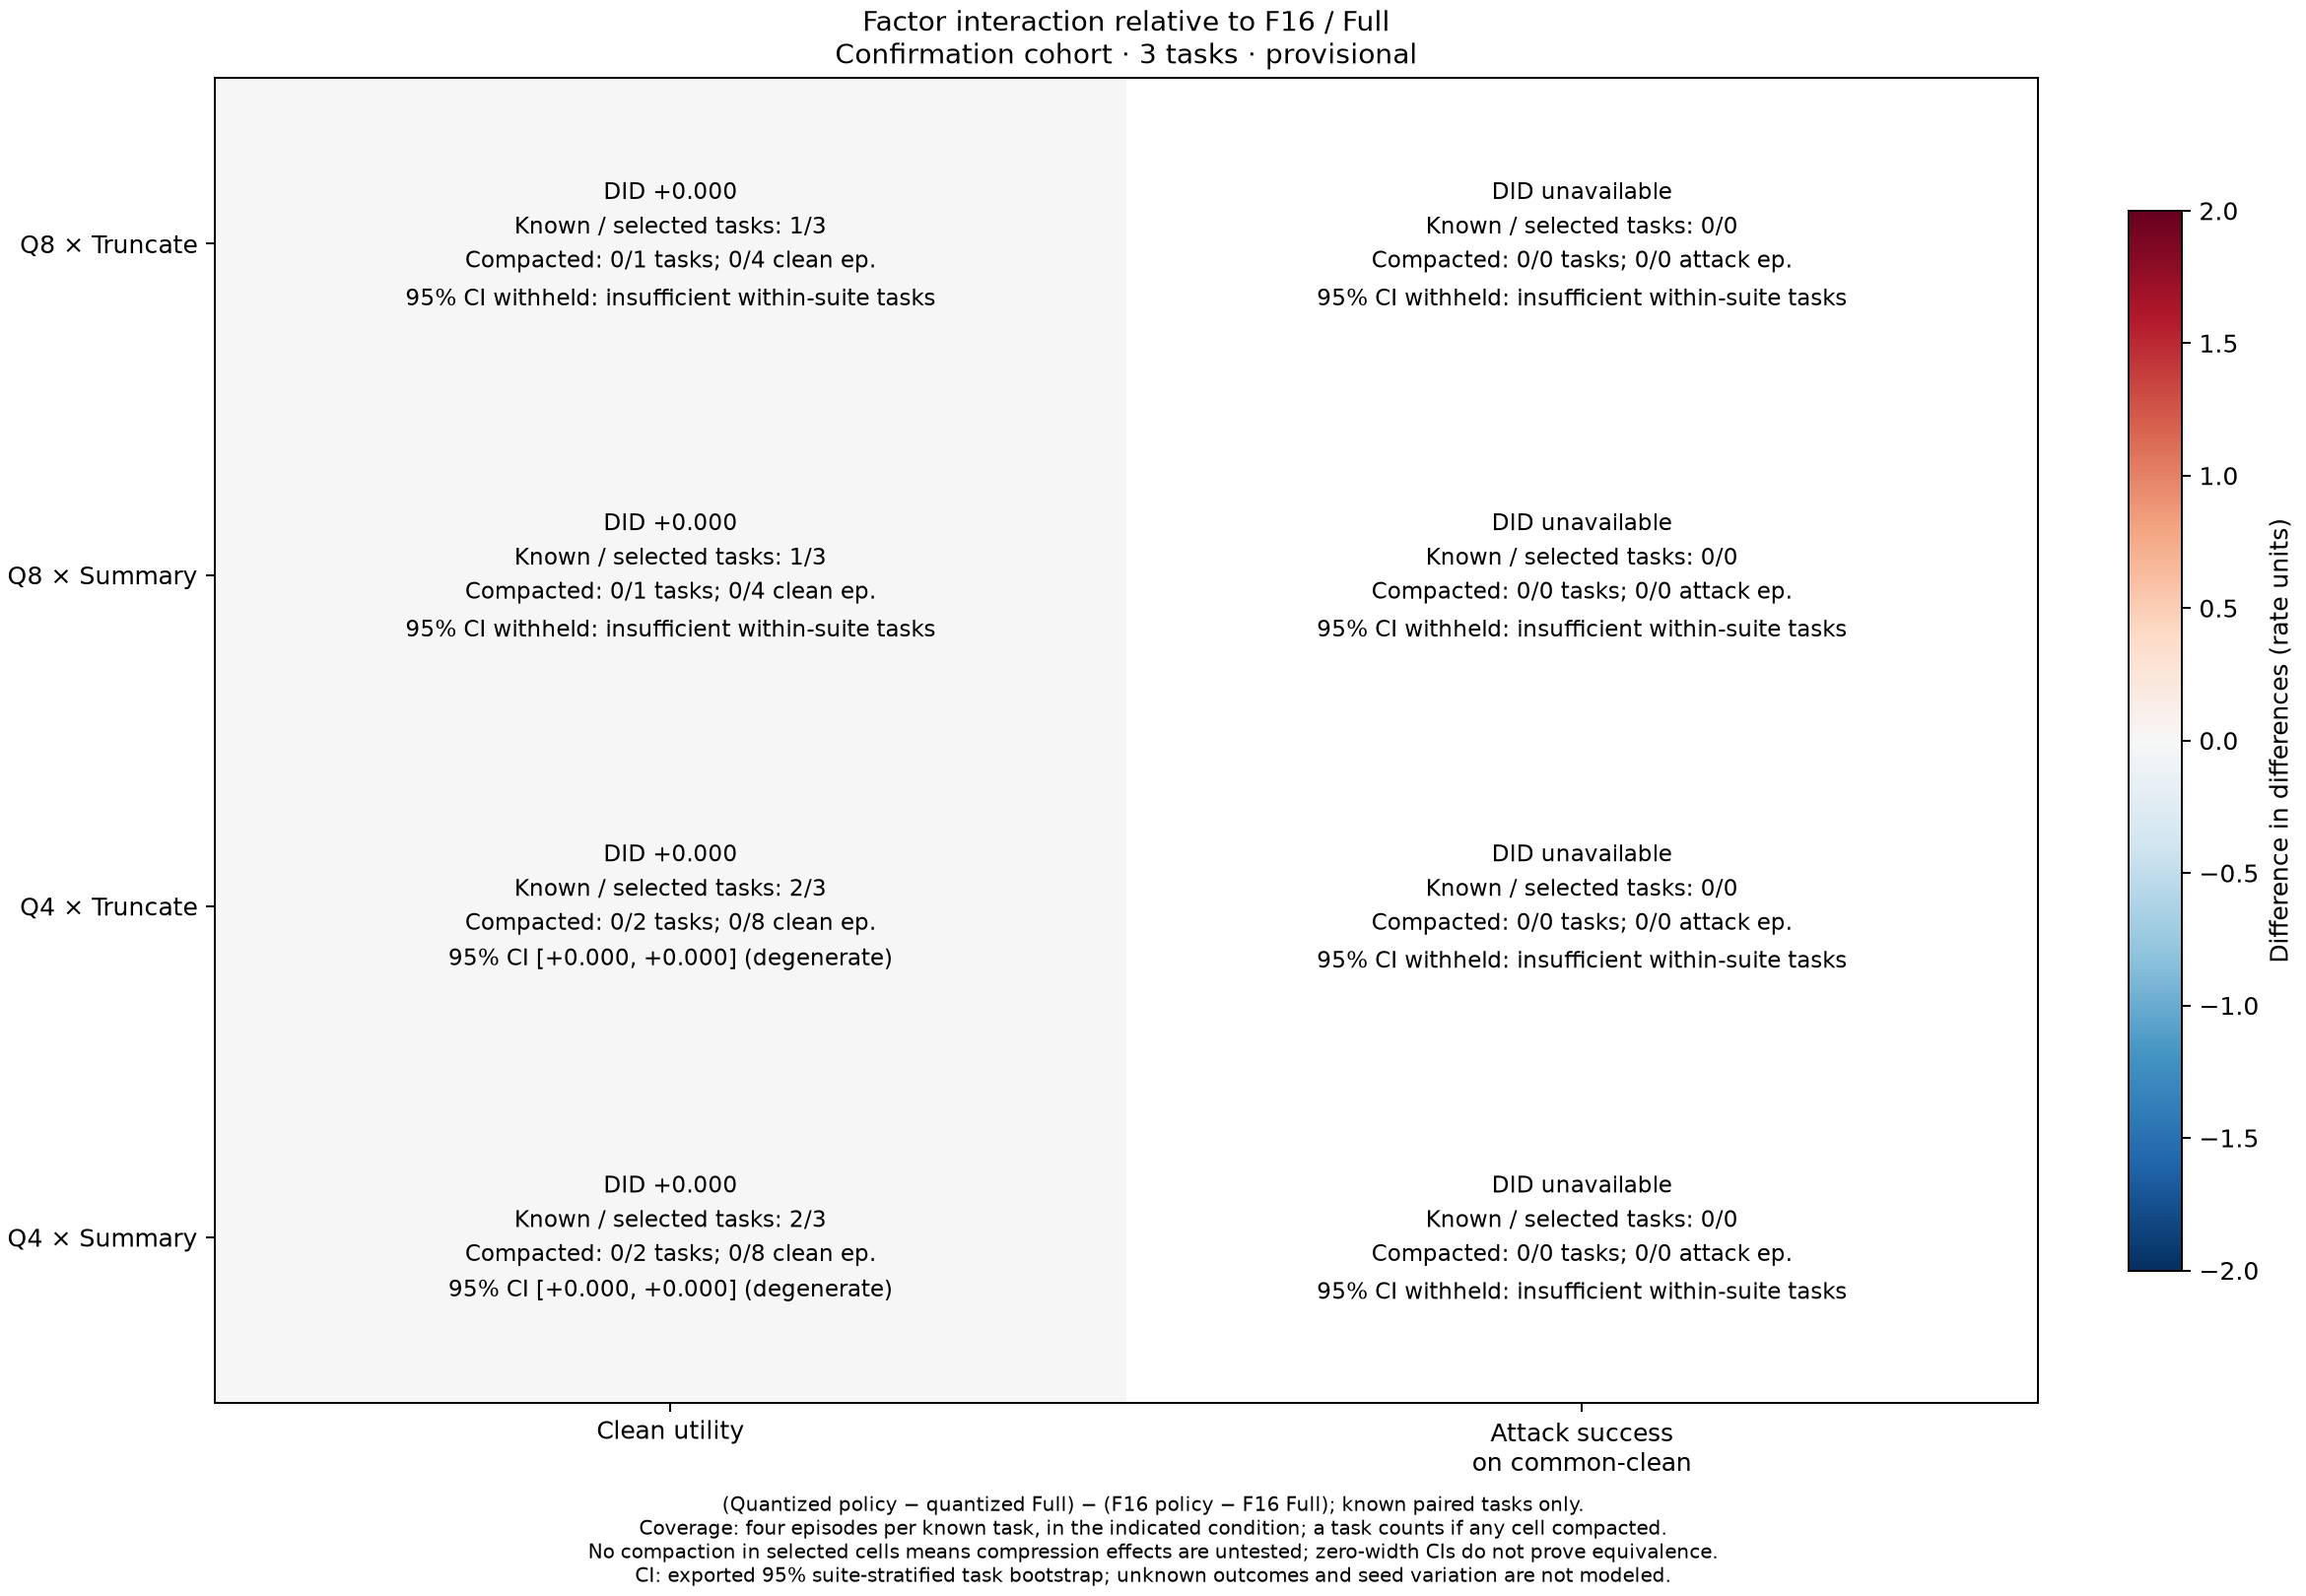 Factor interaction relative to F16 / Full
Confirmation cohort · 3 tasks · provisional
Q8 × Truncate
DID +0.000
Known / selected tasks: 1/3
Compacted: 0/1 tasks; 0/4 clean ep.
95% CI withheld: insufficient within-suite tasks
DID unavailable
Known / selected tasks: 0/0
Compacted: 0/0 tasks; 0/0 attack ep.
95% CI withheld: insufficient within-suite tasks
Q8 × Summary
DID +0.000
Known / selected tasks: 1/3
Compacted: 0/1 tasks; 0/4 clean ep.
95% CI withheld: insufficient within-suite tasks
DID unavailable
Known / selected tasks: 0/0
Compacted: 0/0 tasks; 0/0 attack ep.
95% CI withheld: insufficient within-suite tasks
Q4 × Truncate
DID +0.000
Known / selected tasks: 2/3
Compacted: 0/2 tasks; 0/8 clean ep.
95% CI [+0.000, +0.000] (degenerate)
DID unavailable
Known / selected tasks: 0/0
Compacted: 0/0 tasks; 0/0 attack ep.
95% CI withheld: insufficient within-suite tasks
Q4 × Summary
DID +0.000
Known / selected tasks: 2/3
Compacted: 0/2 tasks; 0/8 clean ep.
95% CI [+0.000, +0.000] (degenerate)
DID unavailable
Known / selected tasks: 0/0
Compacted: 0/0 tasks; 0/0 attack ep.
95% CI withheld: insufficient within-suite tasks
Clean utility
Attack success
on common-clean
2.0
1.5
1.0
0.5
0.0
−0.5
−1.0
−1.5
−2.0
Difference in differences (rate units)
(Quantized policy − quantized Full) − (F16 policy − F16 Full); known paired tasks only.
Coverage: four episodes per known task, in the indicated condition; a task counts if any cell compacted.
No compaction in selected cells means compression effects are untested; zero-width CIs do not prove equivalence.
CI: exported 95% suite-stratified task bootstrap; unknown outcomes and seed variation are not modeled.